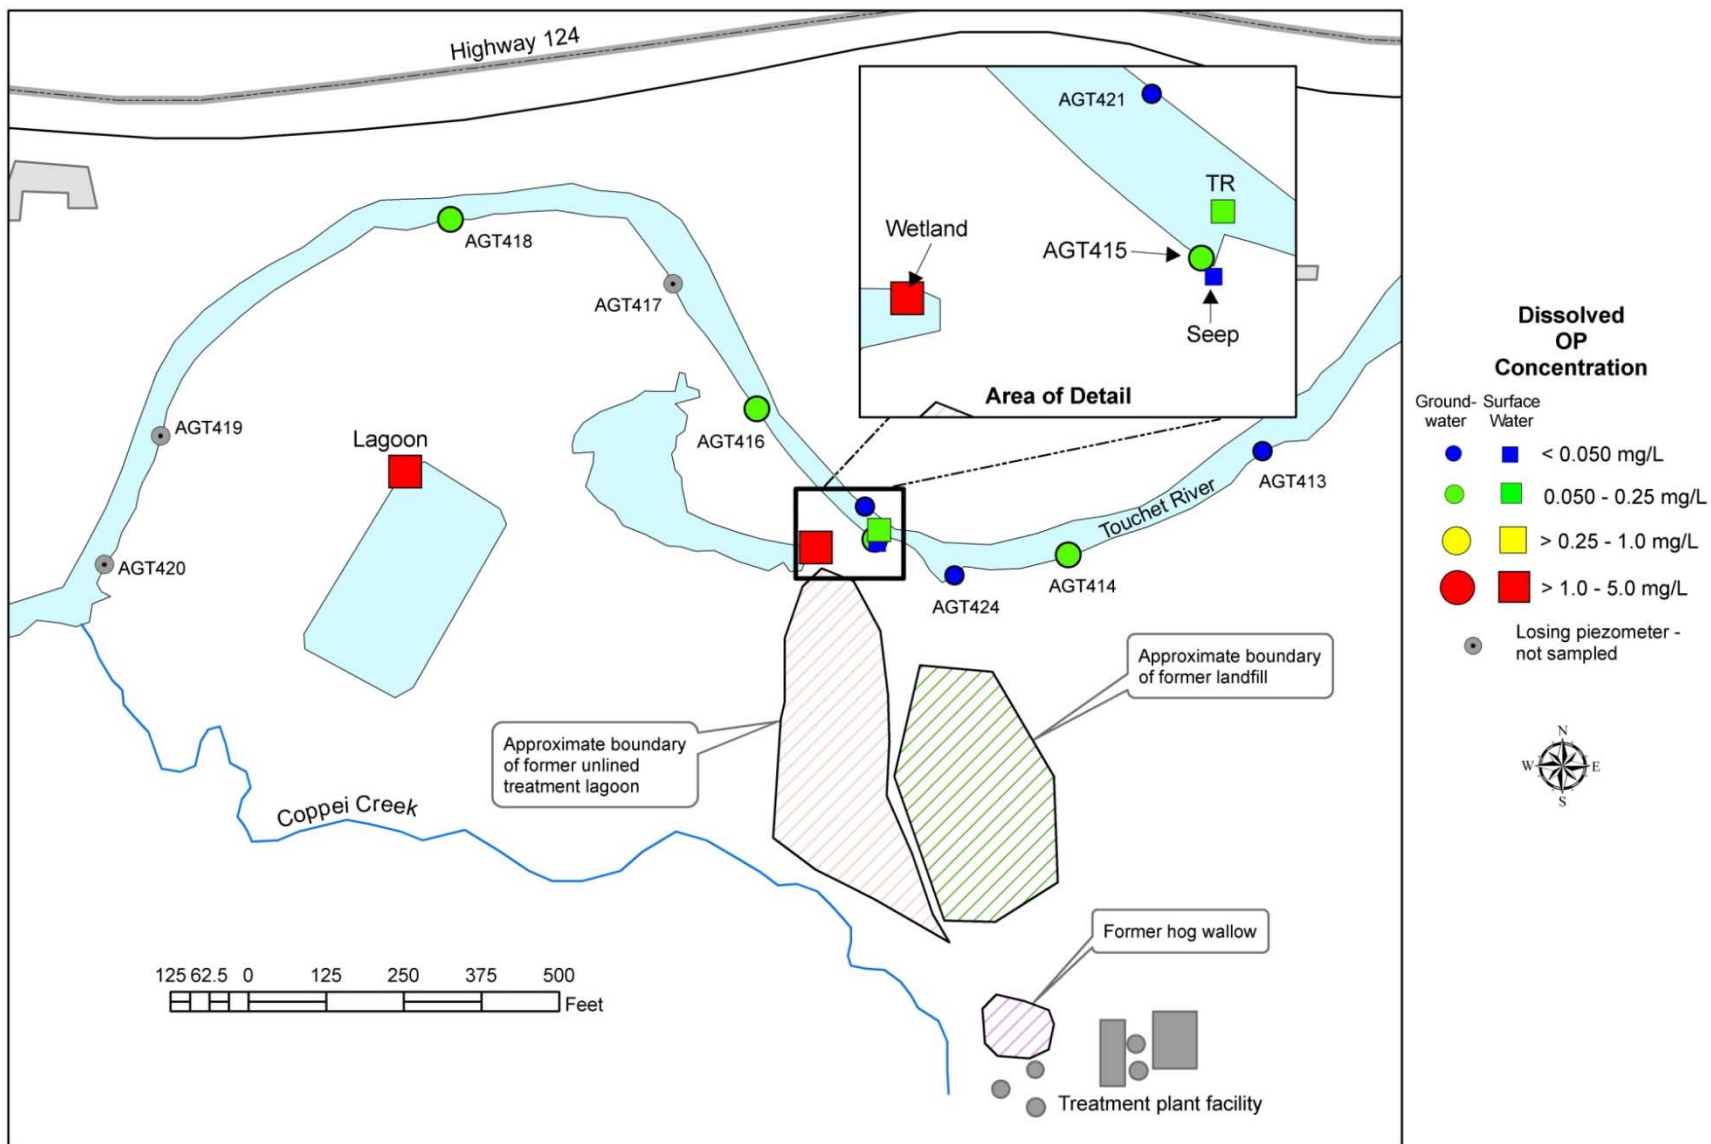 Highway 124
AGT421
TR
Wetland
AGT415
Seep
Area of Detail
AGT418
AGT417
AGT419
AGT416
Lagoon
AGT420
AGT413
Touchet River
AGT414
AGT424
Approximate boundary
of former landfill
Approximate boundary
of former unlined
treatment lagoon
Coppei Creek
Former hog wallow
125 62.5 0 125 250 375 500
Feet
Treatment plant facility
Dissolved
OP
Concentration
Ground-
water
Surface
Water
< 0.050 mg/L
0.050 - 0.25 mg/L
> 0.25 - 1.0 mg/L
> 1.0 - 5.0 mg/L
Losing piezometer -
not sampled
N
W E
S